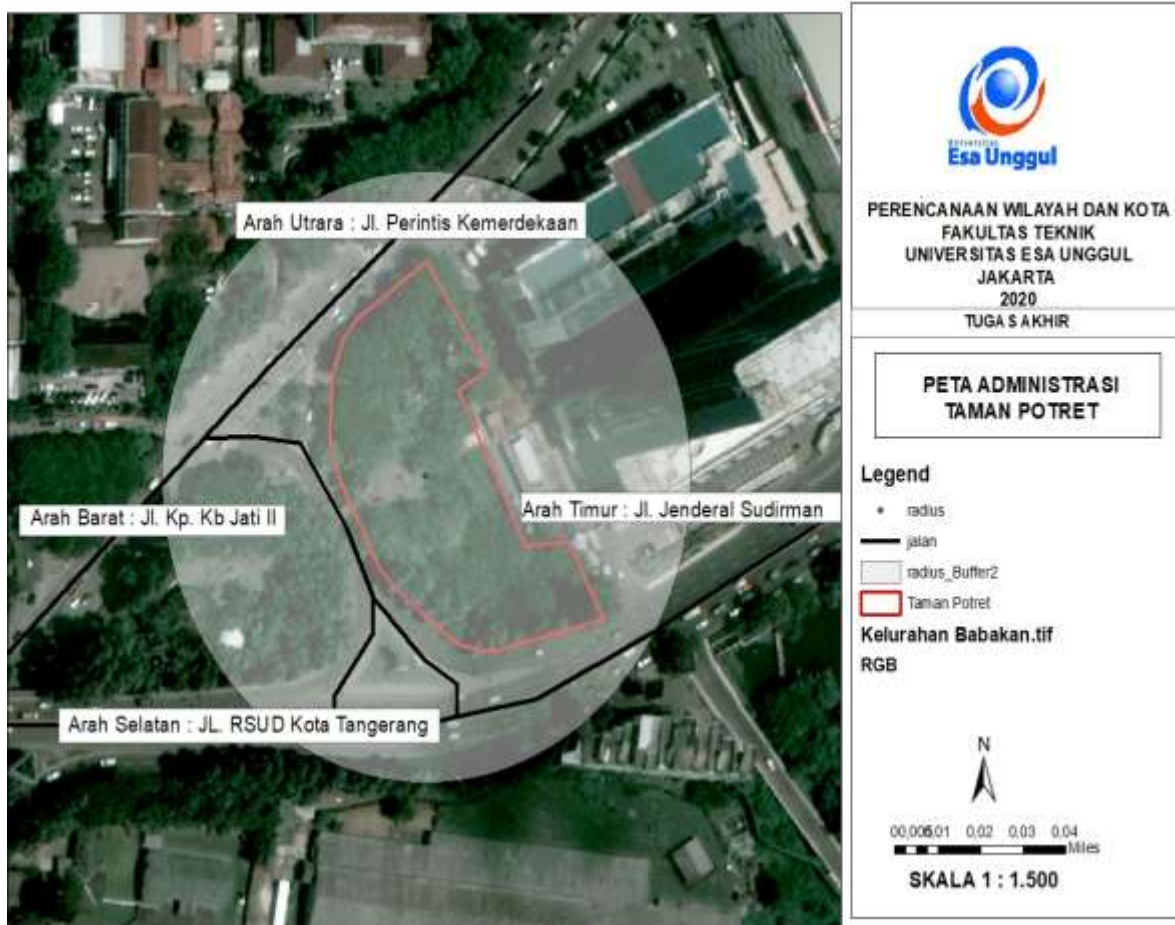 Arah Utrara : Jl. Perintis Kemerdekaan
Arah Barat : Jl. Kp. Kb Jati II
Arah Timur : Jl. Jenderal Sudirman
Arah Selatan : JL. RSUD Kota Tangerang
Universitas
Esa Unggul
PERENCANAAN WILAYAH DAN KOTA
FAKULTAS TEKNIK
UNIVERSITAS ESA UNGGUL
JAKARTA
2020
TUGAS AKHIR
PETA ADMINISTRASI
TAMAN POTRET
Legend
radius
jalan
radius_Buffer2
Taman Potret
Kelurahan Babakan.tif
RGB
N
0,02 0,03 0,04
Miles
SKALA 1 : 1.500